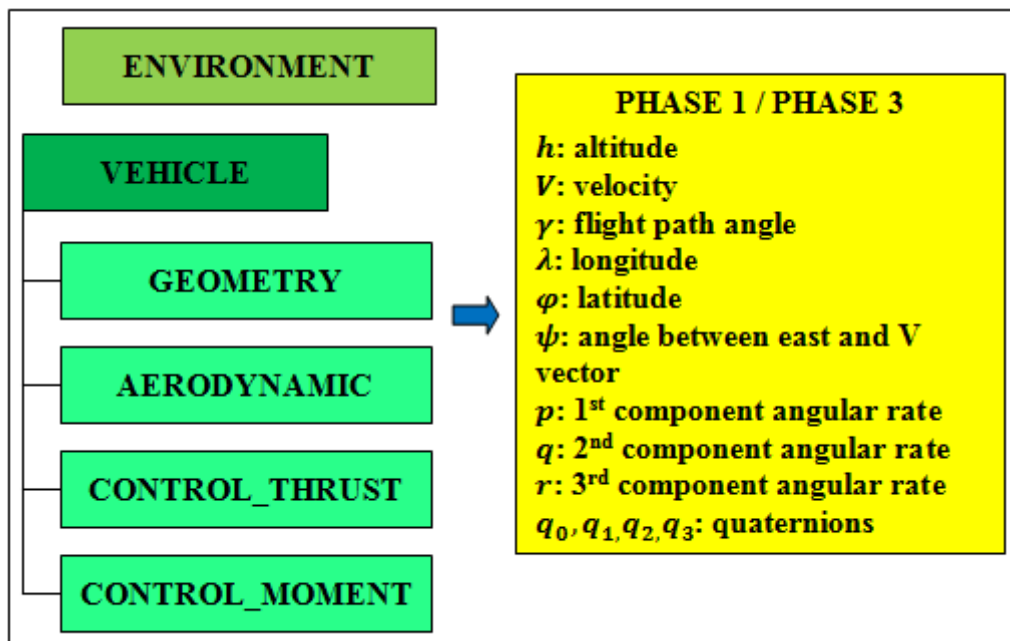 ENVIRONMENT
VEHICLE
GEOMETRY
AERODYNAMIC
CONTROL_THRUST
CONTROL_MOMENT
PHASE 1 / PHASE 3
h: altitude
V: velocity
γ: flight path angle
λ: longitude
φ: latitude
ψ: angle between east and V
vector
p: 1st component angular rate
q: 2nd component angular rate
r: 3rd component angular rate
q0, q1, q2, q3: quaternions